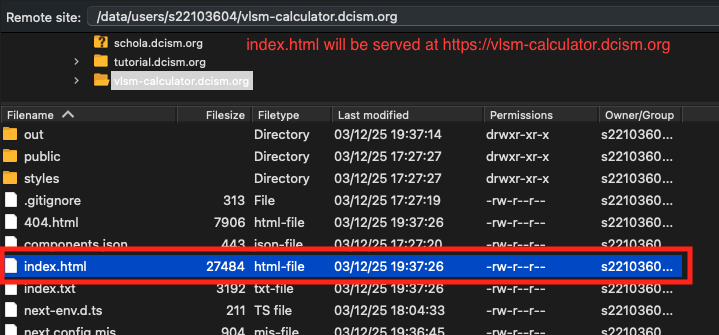 Remote site: /data/users/s22103604/vlsm-calculator.dcism.org
schola.dcism.org index.html will be served at https://vlsm-calculator.dcism.org
tutorial.dcism.org
vlsm-calculator.dcism.org
Filename Filesize Filetype Last modified Permissions Owner/Group
out Directory 03/12/25 19:37:14 drwxr-xr-x s2210360...
public Directory 03/12/25 17:27:27 drwxr-xr-x s2210360...
styles Directory 03/12/25 17:27:27 drwxr-xr-x s2210360...
.gitignore 313 File 03/12/25 17:27:19 -rw-r--r-- s2210360...
404.html 7906 html-file 03/12/25 19:37:26 -rw-r--r-- s2210360...
components.json 443 json-file 03/12/25 17:27:20 -rw-r--r-- s2210360...
index.html 27484 html-file 03/12/25 19:37:26 -rw-r--r-- s2210360...
index.txt 3192 txt-file 03/12/25 19:37:26 -rw-r--r-- s2210360...
next-env.d.ts 211 TS file 03/12/25 18:04:33 -rw-r--r-- s2210360...
next.config.mjs 904 mjs-file 03/12/25 19:36:45 -rw-r--r-- s2210360...